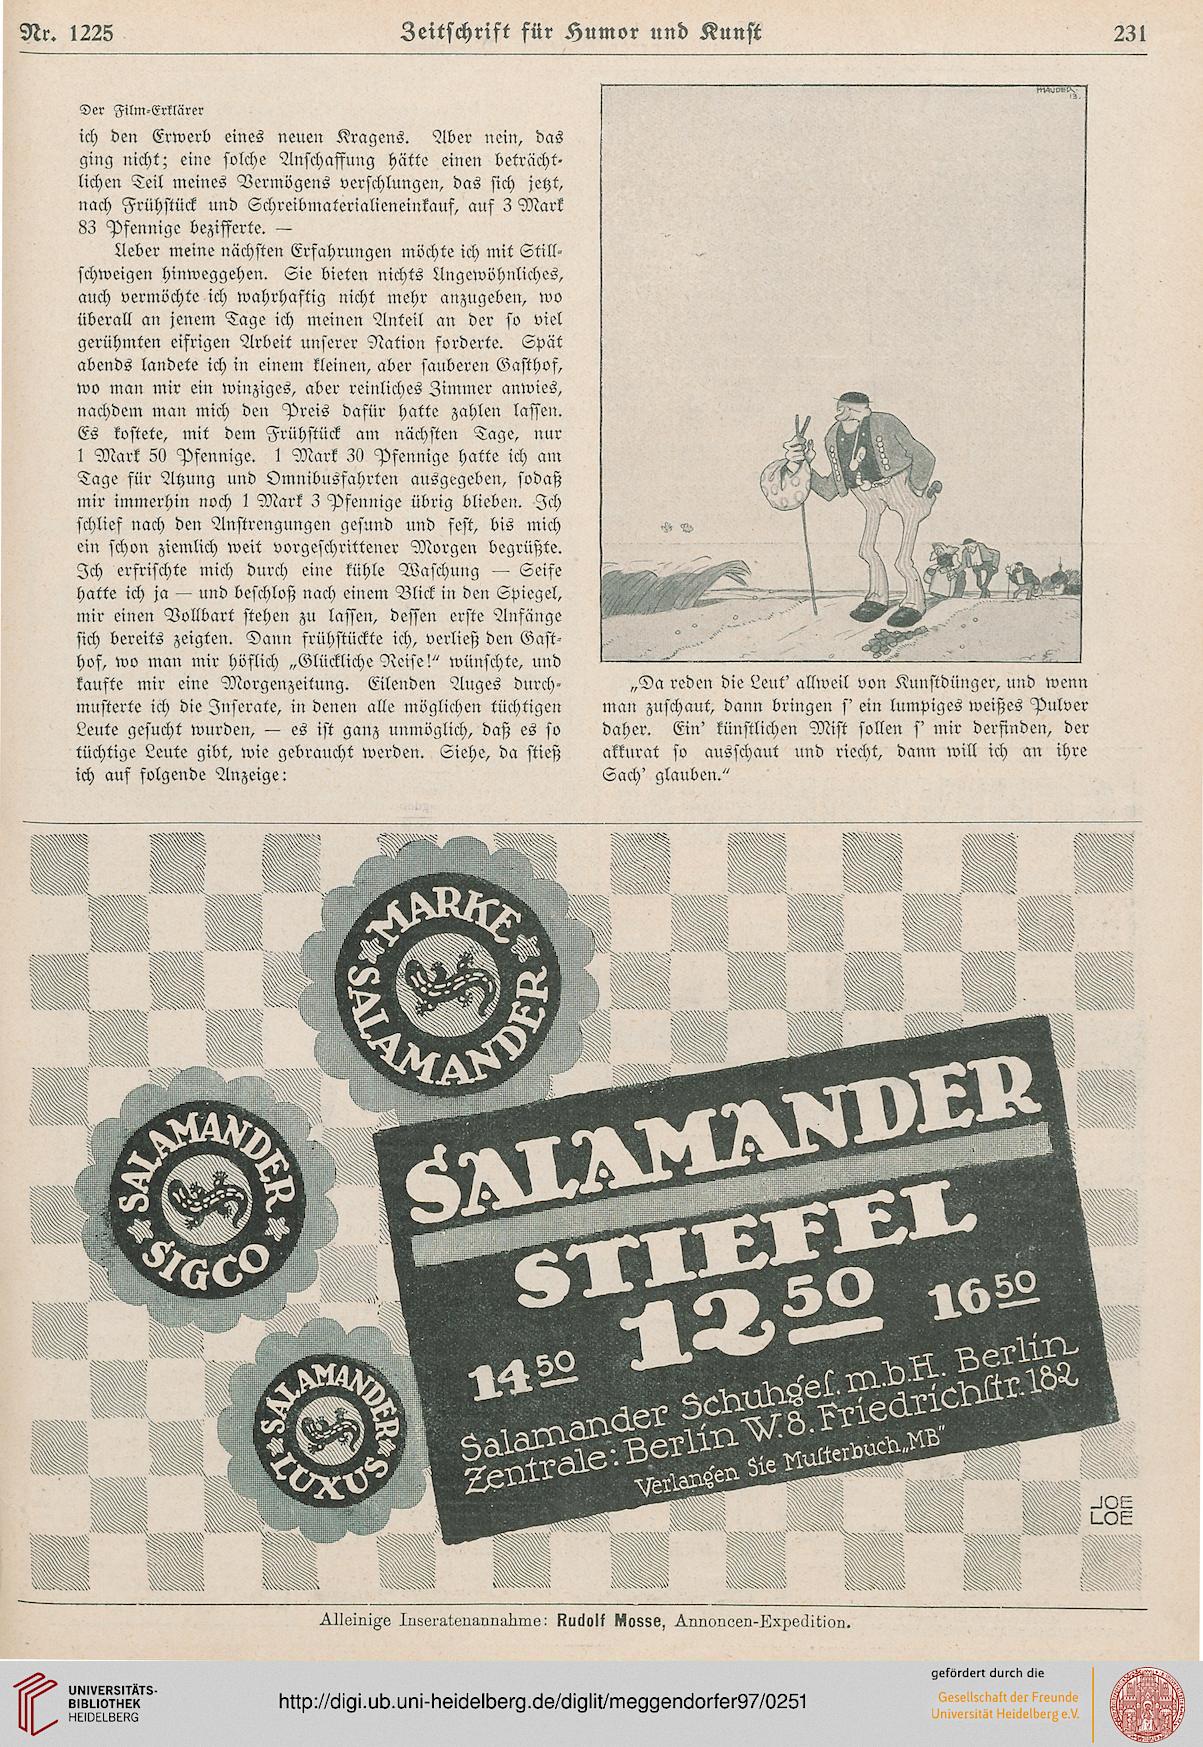 Nr. 1225 Zeitschrift für Humor und Kunst 231
Der Film-Erklärer
ich den Erwerb eines neuen Kragens. Aber nein, das
ging nicht; eine solche Anschaffung hätte einen beträcht-
lichen Teil meines Vermögens verschlungen, das sich jetzt,
nach Frühstück und Schreibmaterialieneinkauf, auf 3 Mark
83 Pfennige bezifferte. —
Ueber meine nächsten Erfahrungen möchte ich mit Still-
schweigen hinweggehen. Sie bieten nichts Ungewöhnliches,
auch vermöchte ich wahrhaftig nicht mehr anzugeben, wo
überall an jenem Tage ich meinen Anteil an der so viel
gerühmten eifrigen Arbeit unserer Nation forderte. Spät
abends landete ich in einem kleinen, aber sauberen Gasthof,
wo man mir ein winziges, aber reinliches Zimmer anwies,
nachdem man mich den Preis dafür hatte zahlen lassen.
Es kostete, mit dem Frühstück am nächsten Tage, nur
1 Mark 50 Pfennige. 1 Mark 30 Pfennige hatte ich am
Tage für Atzung und Omnibusfahrten ausgegeben, sodaß
mir immerhin noch 1 Mark 3 Pfennige übrig blieben. Ich
schlief nach den Anstrengungen gesund und fest, bis mich
ein schon ziemlich weit vorgeschrittener Morgen begrüßte.
Ich erfrischte mich durch eine kühle Waschung — Seife
hatte ich ja — und beschloß nach einem Blick in den Spiegel,
mir einen Vollbart stehen zu lassen, dessen erste Anfänge
sich bereits zeigten. Dann frühstückte ich, verließ den Gast-
hof, wo man mir höflich „Glückliche Reise!“ wünschte, und
kaufte mir eine Morgenzeitung. Eilenden Auges durch-
musterte ich die Inserate, in denen alle möglichen tüchtigen
Leute gesucht wurden, — es ist ganz unmöglich, daß es so
tüchtige Leute gibt, wie gebraucht werden. Siehe, da stieß
ich auf folgende Anzeige:
MAUDER
13.
„Da reden die Leut' allweil von Kunstdünger, und wenn
man zuschaut, dann bringen s' ein lumpiges weißes Pulver
daher. Ein' künstlichen Mist sollen s' mir derfinden, der
akkurat so ausschaut und riecht, dann will ich an ihre
Sach' glauben.“
MARKE
SALAMANDER
SALAMANDER
SIGCO
SALAMANDER
LUXUS
SALAMANDER
STIEFEL
14 50 12 50 16 50
Salamander Schuhges. m.b.H. Berlin
Zentrale: Berlin W.8. Friedrichstr. 182
Verlangen Sie Musterbuch „MB“
JOE
LOE
Alleinige Inseratenannahme: Rudolf Mosse, Annoncen-Expedition.
UNIVERSITÄTS-
BIBLIOTHEK
HEIDELBERG
http://digi.ub.uni-heidelberg.de/diglit/meggendorfer97/0251
gefördert durch die
Gesellschaft der Freunde
Universität Heidelberg e.V.